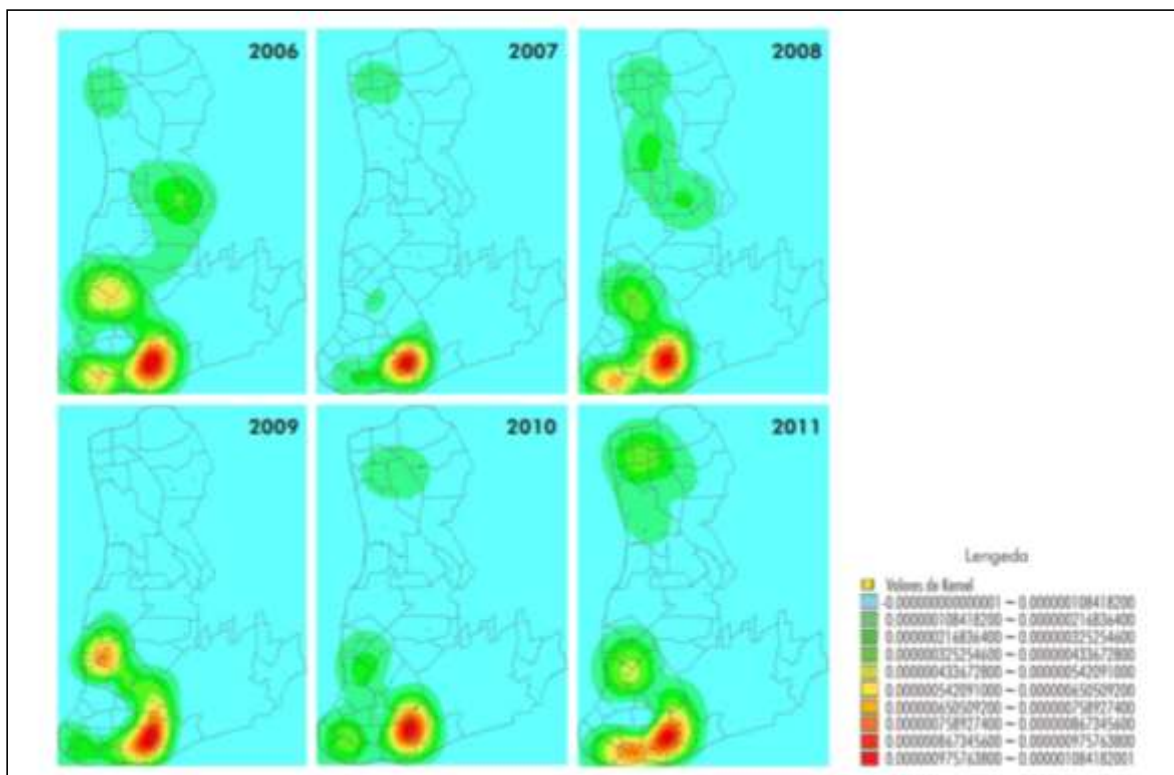 2006
2007
2008
2009
2010
2011
Lengeda
Valores de Kernel
-0.000000000000001 – 0.000000108418200
0.000000108418200 – 0.000000216836400
0.000000216836400 – 0.000000325254600
0.000000325254600 – 0.000000433672800
0.000000433672800 – 0.000000542091000
0.000000542091000 – 0.000000650509200
0.000000650509200 – 0.000000758927400
0.000000758927400 – 0.000000867345600
0.000000867345600 – 0.000000975763800
0.000000975763800 – 0.000001084182001